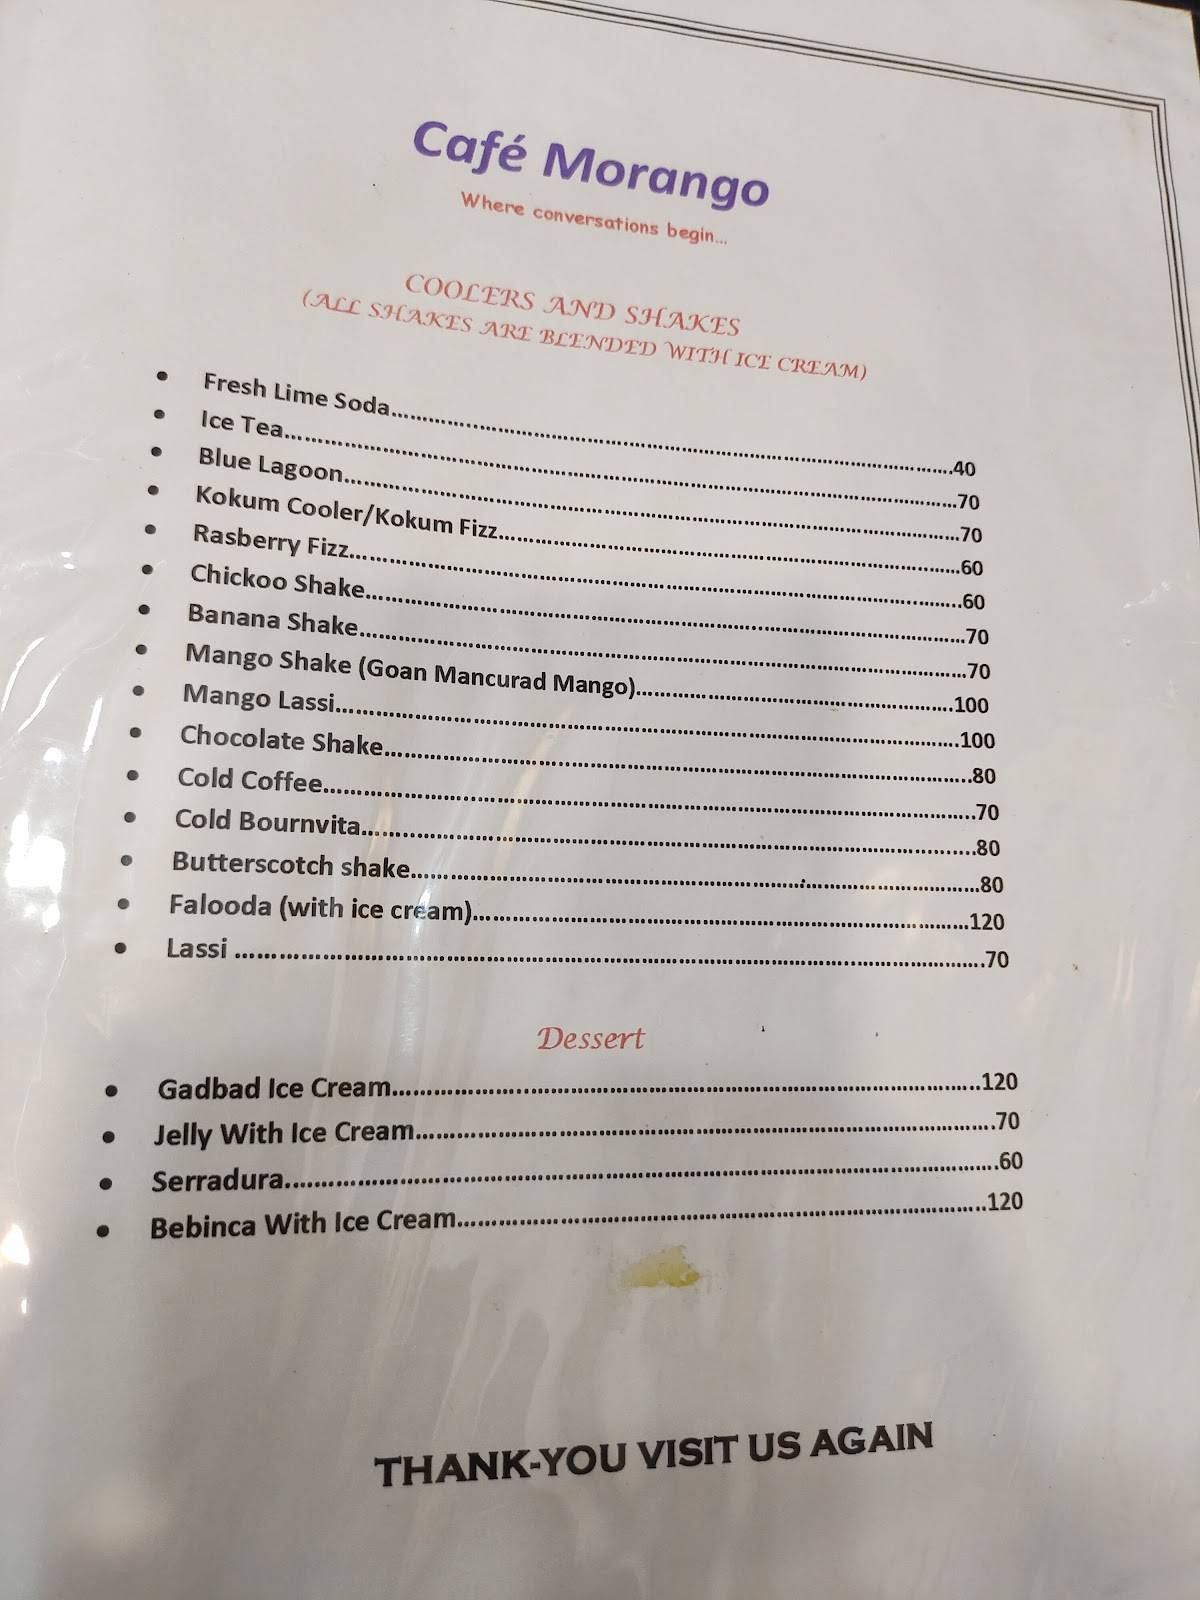 Café Morango
Where conversations begin...
COOLERS AND SHAKES
(ALL SHAKES ARE BLENDED WITH ICE CREAM)
• Fresh Lime Soda........................40
• Ice Tea........................70
• Blue Lagoon........................70
• Kokum Cooler/Kokum Fizz........................60
• Rasberry Fizz........................60
• Chickoo Shake........................70
• Banana Shake........................70
• Mango Shake (Goan Mancurad Mango)........................100
• Mango Lassi........................100
• Chocolate Shake........................80
• Cold Coffee........................70
• Cold Bournvita........................80
• Butterscotch shake........................80
• Falooda (with ice cream)........................120
• Lassi ........................70
Dessert
• Gadbad Ice Cream........................120
• Jelly With Ice Cream........................70
• Serradura........................60
• Bebinca With Ice Cream........................120
THANK-YOU VISIT US AGAIN